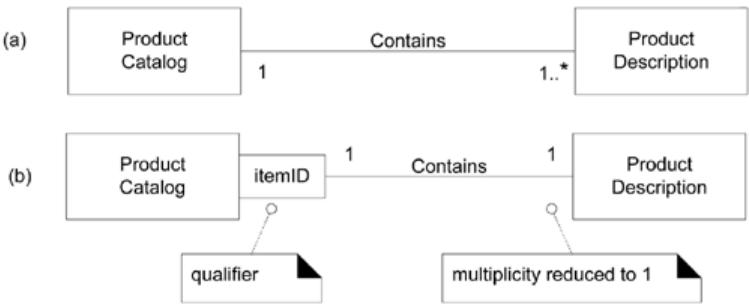 (a)
Product
Catalog
Contains
1
1..*
Product
Description
(b)
Product
Catalog
itemID
1
Contains
1
Product
Description
qualifier
multiplicity reduced to 1